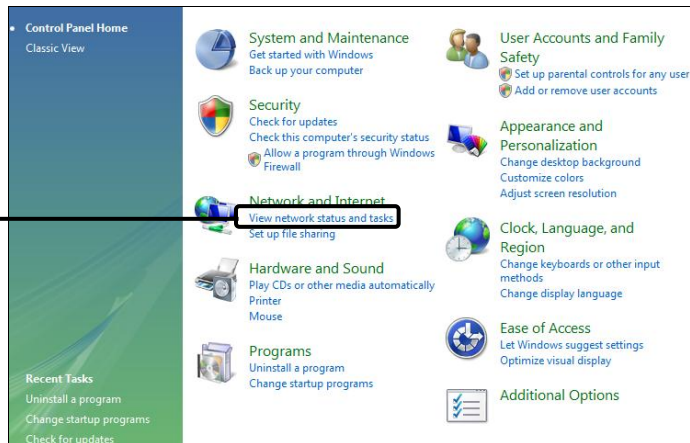 Control Panel Home
Classic View
System and Maintenance
Get started with Windows
Back up your computer
Security
Check for updates
Check this computer's security status
Allow a program through Windows
Firewall
Network and Internet
View network status and tasks
Set up file sharing
Hardware and Sound
Play CDs or other media automatically
Printer
Mouse
Programs
Uninstall a program
Change startup programs
User Accounts and Family
Safety
Set up parental controls for any user
Add or remove user accounts
Appearance and
Personalization
Change desktop background
Customize colors
Adjust screen resolution
Clock, Language, and
Region
Change keyboards or other input
methods
Change display language
Ease of Access
Let Windows suggest settings
Optimize visual display
Additional Options
Recent Tasks
Uninstall a program
Change startup programs
Check for updates